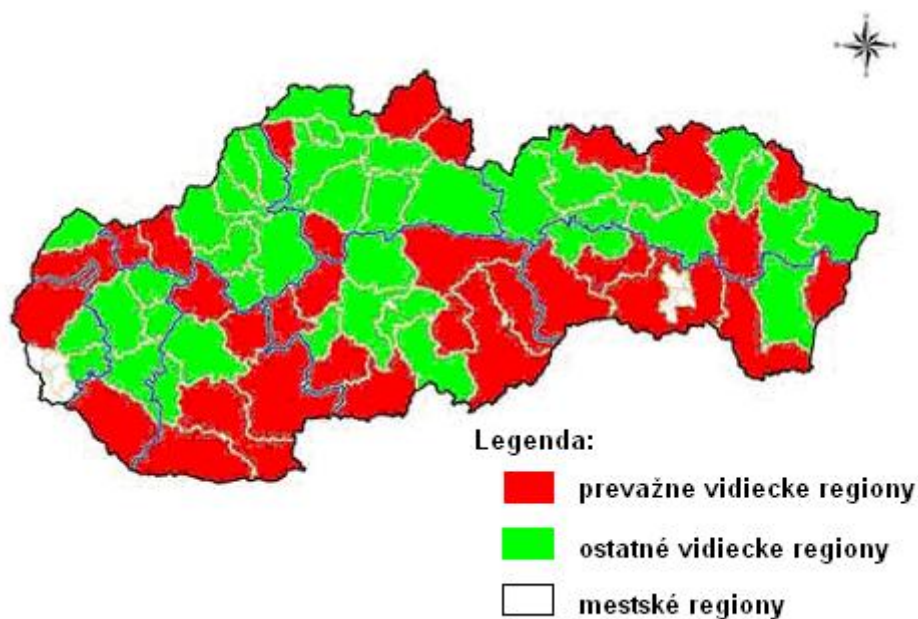 Legenda:
prevažne vidiecke regiony
ostatné vidiecke regiony
mestské regiony